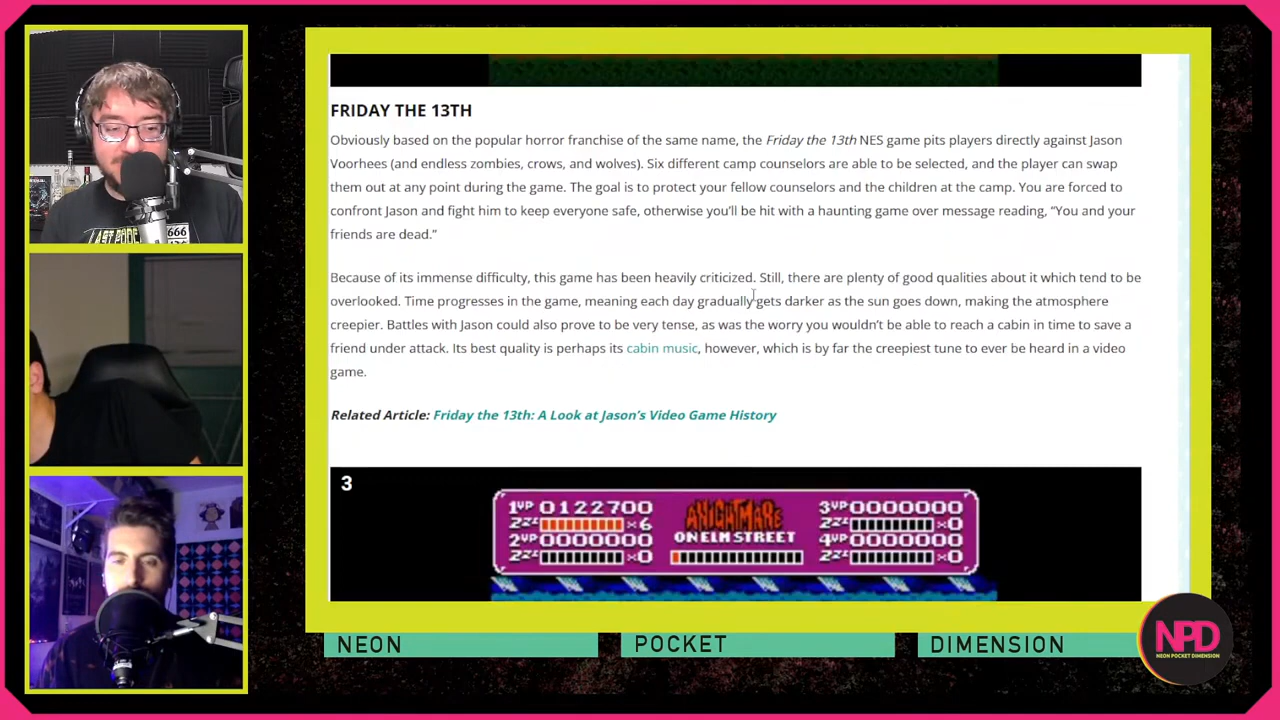 FRIDAY THE 13TH
Obviously based on the popular horror franchise of the same name, the Friday the 13th NES game pits players directly against Jason
Voorhees (and endless zombies, crows, and wolves). Six different camp counselors are able to be selected, and the player can swap
them out at any point during the game. The goal is to protect your fellow counselors and the children at the camp. You are forced to
confront Jason and fight him to keep everyone safe, otherwise you'll be hit with a haunting game over message reading, “You and your
friends are dead.”
Because of its immense difficulty, this game has been heavily criticized. Still, there are plenty of good qualities about it which tend to be
overlooked. Time progresses in the game, meaning each day gradually gets darker as the sun goes down, making the atmosphere
creepier. Battles with Jason could also prove to be very tense, as was the worry you wouldn't be able to reach a cabin in time to save a
friend under attack. Its best quality is perhaps its cabin music, however, which is by far the creepiest tune to ever be heard in a video
game.
Related Article: Friday the 13th: A Look at Jason's Video Game History
3
1UP 0122700
ZZZ ×6
2UP 0000000
ZZZ ×0
A NIGHTMARE
ON ELM STREET
3UP 0000000
ZZZ ×0
4UP 0000000
ZZZ ×0
666
NEON POCKET DIMENSION
NPD
NEON POCKET DIMENSION